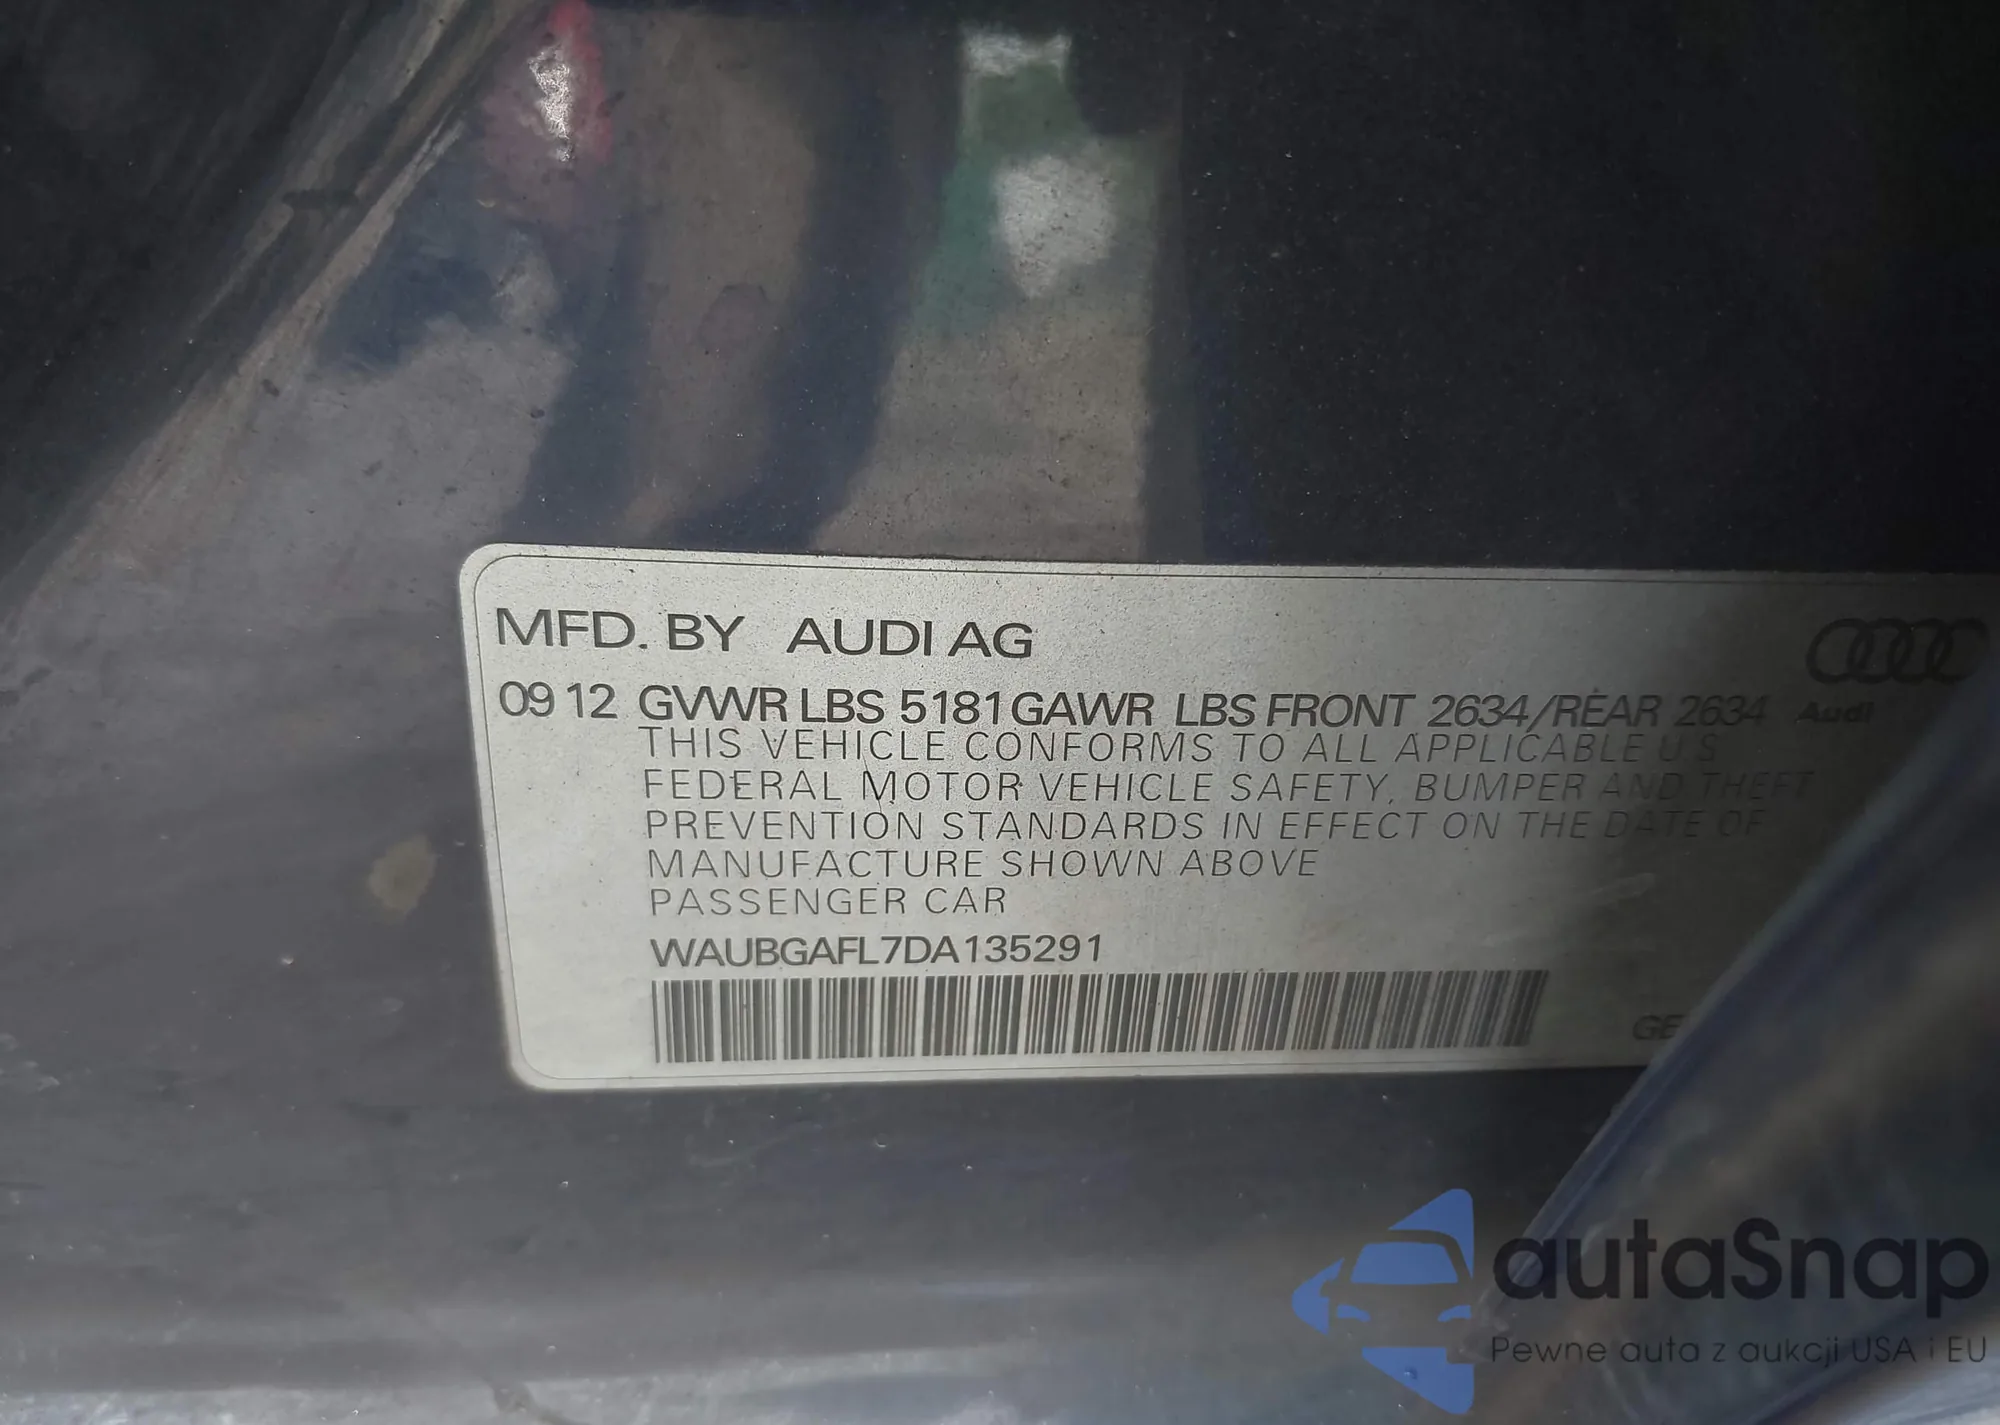 MFD. BY AUDI AG
09 12 GVWR LBS 5181 GAWR LBS FRONT 2634/REAR 2634
Audi
THIS VEHICLE CONFORMS TO ALL APPLICABLE U S
FEDERAL MOTOR VEHICLE SAFETY, BUMPER AND THEFT
PREVENTION STANDARDS IN EFFECT ON THE DATE OF
MANUFACTURE SHOWN ABOVE
PASSENGER CAR
WAUBGAFL7DA135291
GE
autaSnap
Pewne auta z aukcji USA i EU